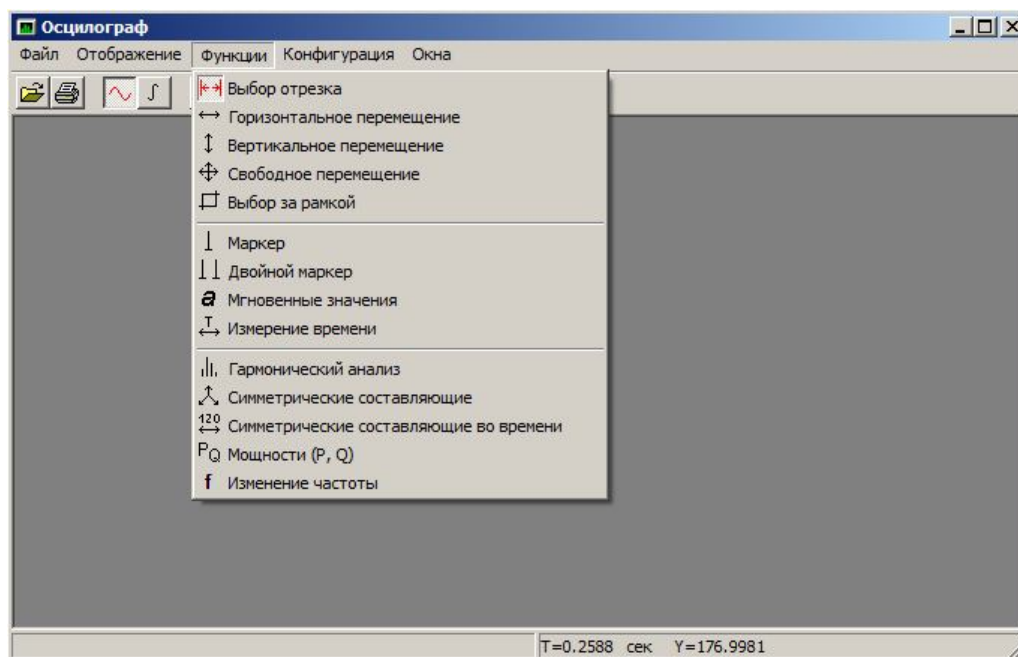 Осцилограф
Файл Отображение Функции Конфигурация Окна
Выбор отрезка
Горизонтальное перемещение
Вертикальное перемещение
Свободное перемещение
Выбор за рамкой
Маркер
Двойной маркер
a Мгновенные значения
T Измерение времени
Гармонический анализ
Симметрические составляющие
120 Симметрические составляющие во времени
PQ Мощности (P, Q)
f Изменение частоты
T=0.2588 сек Y=176.9981